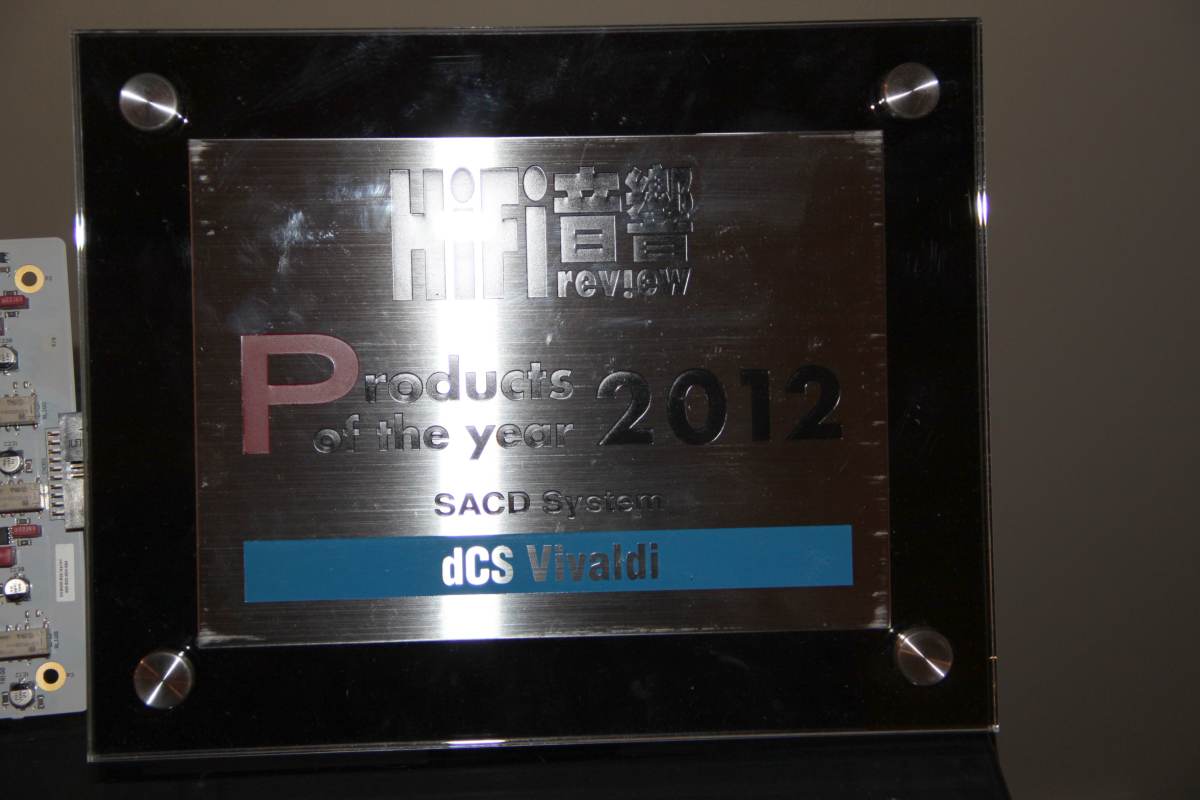 HiFi音響
review
Products
of the year 2012
SACD System
dCS Vivaldi